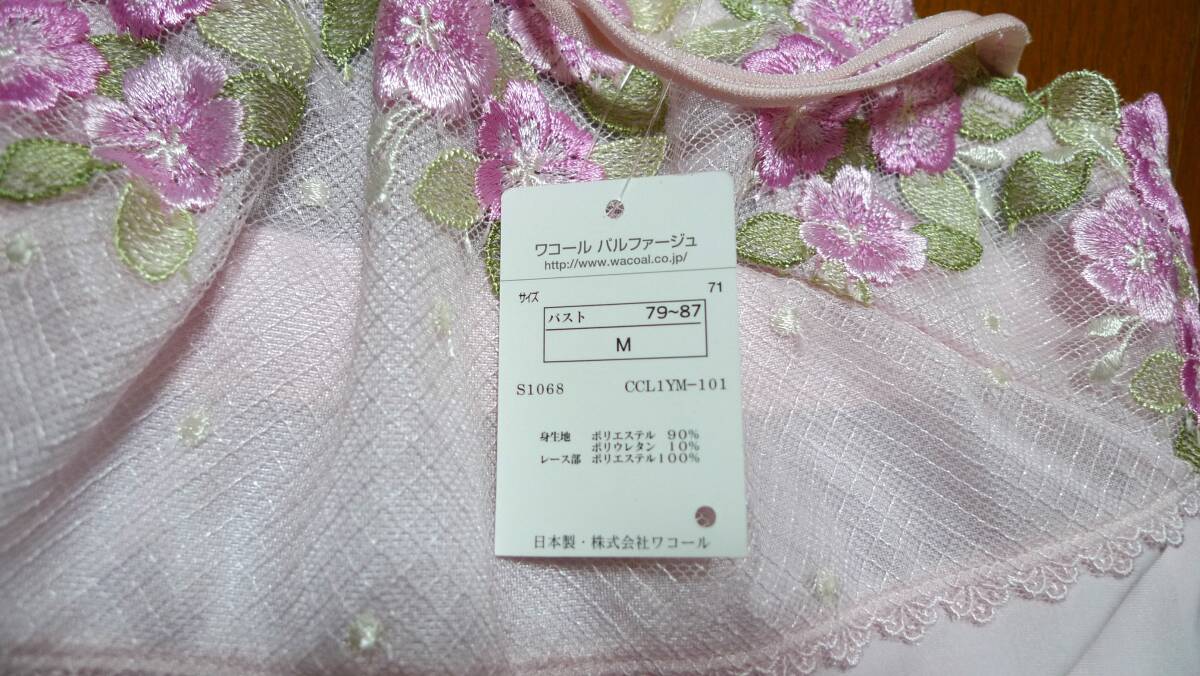 ワコール パルファージュ
http://www.wacoal.co.jp/
サイズ 71
バスト 79~87
M
S1068 CCL1YM-101
身生地 ポリエステル 90%
ポリウレタン 10%
レース部 ポリエステル100%
日本製・株式会社ワコール